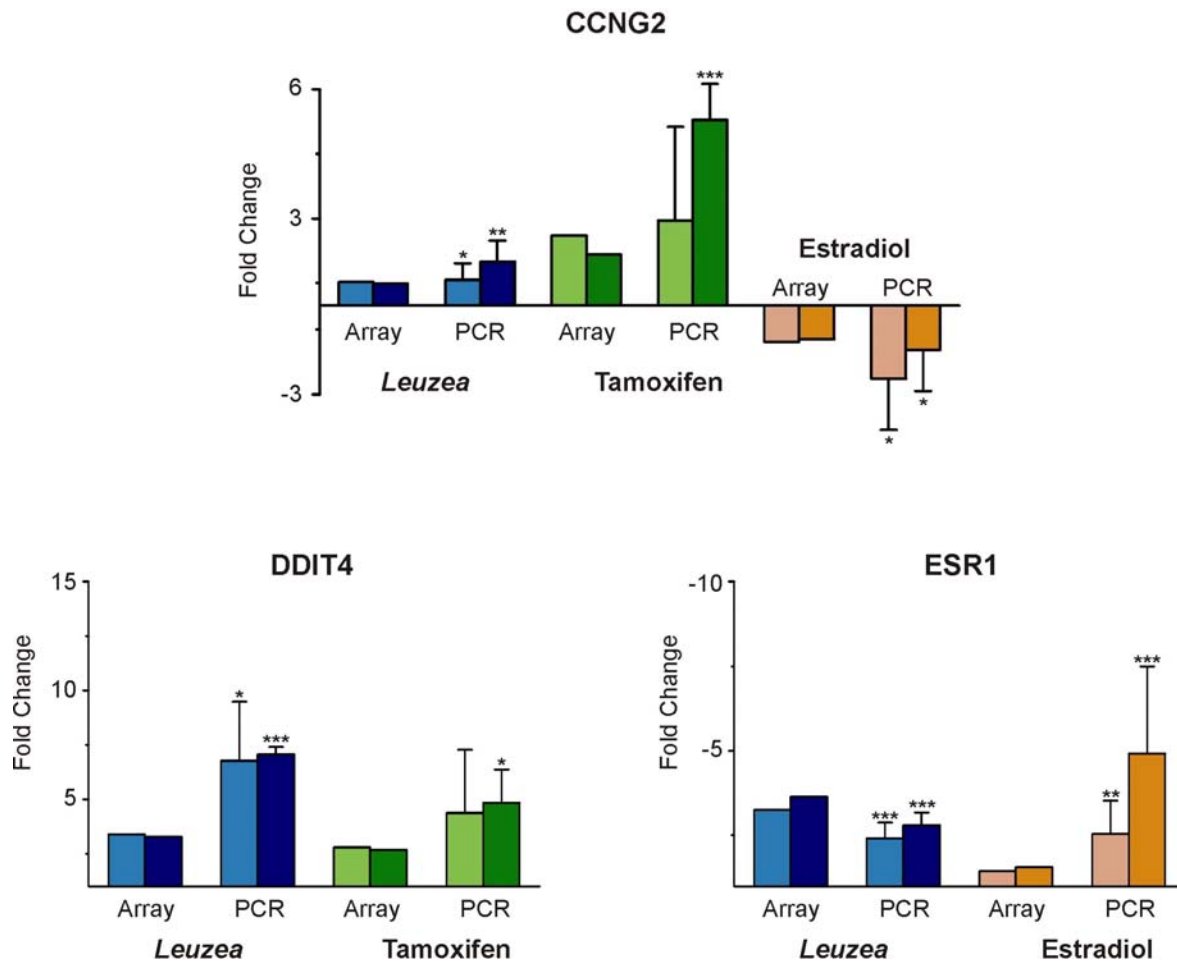 CCNG2
6
3
-3
Fold Change
* ** ***
Array PCR Array PCR
Leuzea Tamoxifen
Estradiol
Array PCR
* *
DDIT4
15
10
5
Fold Change
* *** *
Array PCR Array PCR
Leuzea Tamoxifen
ESR1
-10
-5
Fold Change
*** *** ** ***
Array PCR Array PCR
Leuzea Estradiol